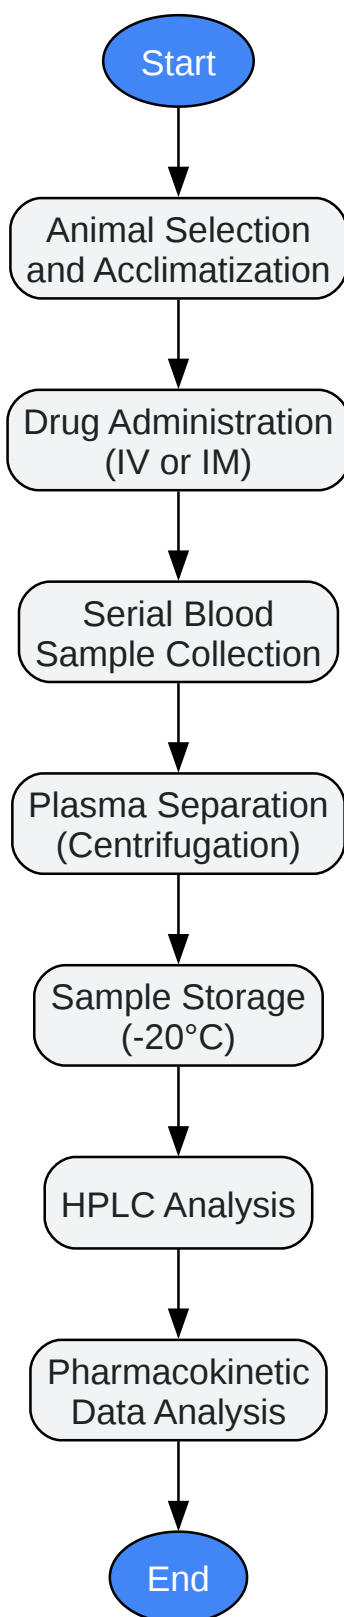 Start
Animal Selection
and Acclimatization
Drug Administration
(IV or IM)
Serial Blood
Sample Collection
Plasma Separation
(Centrifugation)
Sample Storage
(-20°C)
HPLC Analysis
Pharmacokinetic
Data Analysis
End